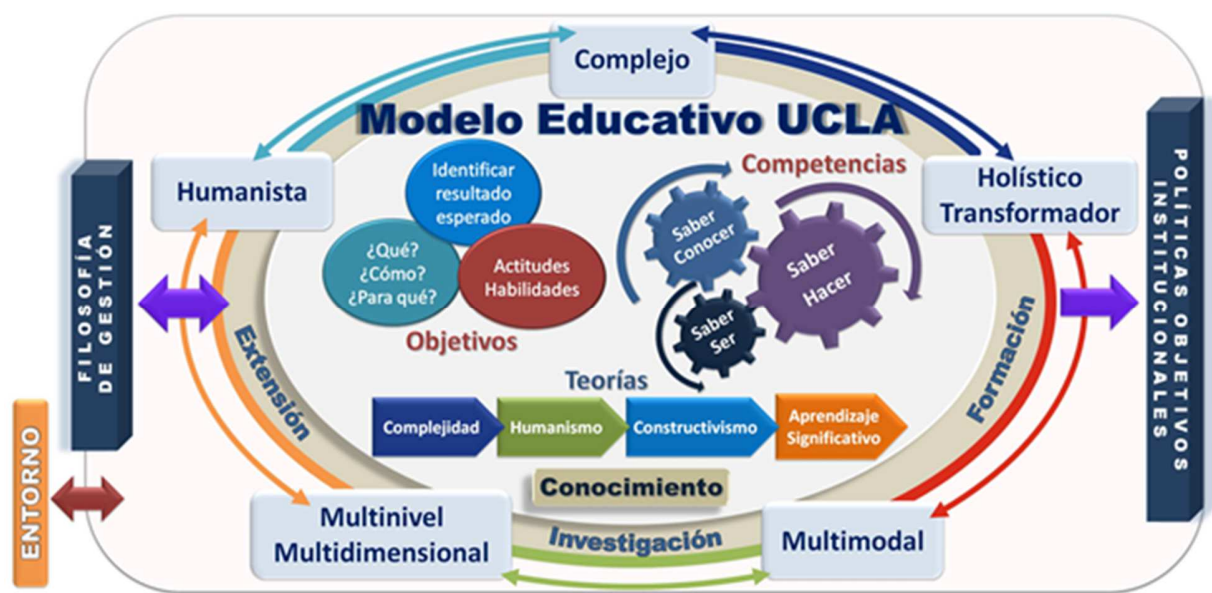 Complejo
Modelo Educativo UCLA
Humanista
Holístico
Transformador
Identificar
resultado
esperado
¿Qué?
¿Cómo?
¿Para qué?
Actitudes
Habilidades
Objetivos
Competencias
Saber
Conocer
Saber
Hacer
Saber
Ser
Teorías
Complejidad
Humanismo
Constructivismo
Aprendizaje
Significativo
Conocimiento
Extensión
Investigación
Formación
Multinivel
Multidimensional
Multimodal
FILOSOFÍA
DE GESTIÓN
ENTORNO
POLÍTICAS OBJETIVOS
INSTITUCIONALES